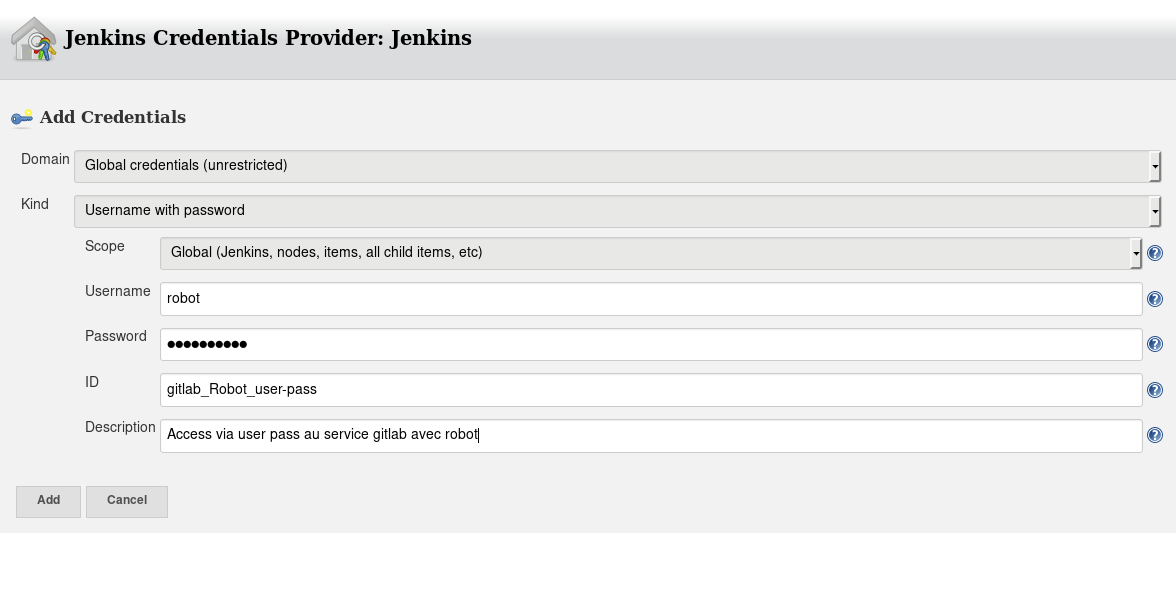 Jenkins Credentials Provider: Jenkins
Add Credentials
Domain Global credentials (unrestricted)
Kind Username with password
Scope Global (Jenkins, nodes, items, all child items, etc)
Username robot
Password ●●●●●●●●●●
ID gitlab_Robot_user-pass
Description Access via user pass au service gitlab avec robot
Add Cancel